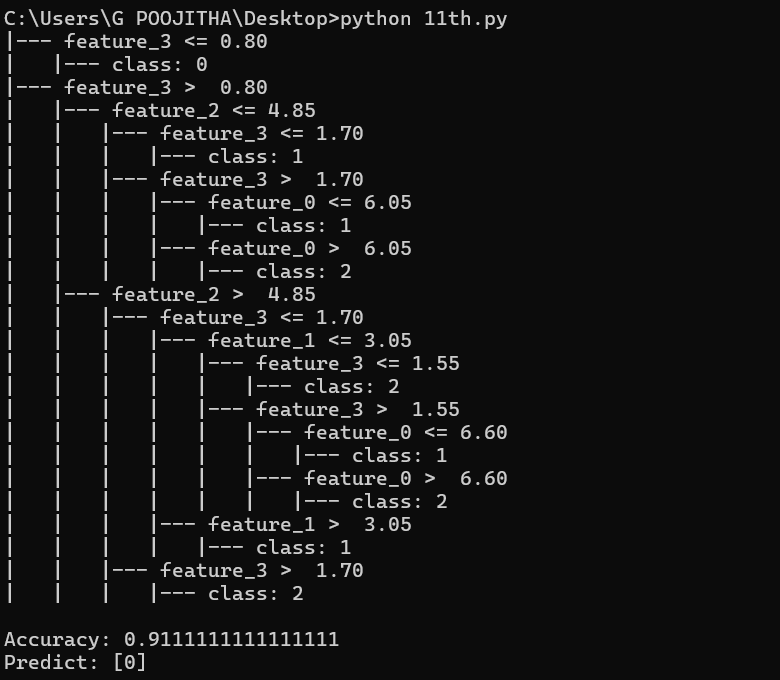 C:\Users\G POOJITHA\Desktop>python 11th.py
|--- feature_3 <= 0.80
|   |--- class: 0
|--- feature_3 >  0.80
|   |--- feature_2 <= 4.85
|   |   |--- feature_3 <= 1.70
|   |   |   |--- class: 1
|   |   |--- feature_3 >  1.70
|   |   |   |--- feature_0 <= 6.05
|   |   |   |   |--- class: 1
|   |   |   |--- feature_0 >  6.05
|   |   |   |   |--- class: 2
|   |--- feature_2 >  4.85
|   |   |--- feature_3 <= 1.70
|   |   |   |--- feature_1 <= 3.05
|   |   |   |   |--- feature_3 <= 1.55
|   |   |   |   |   |--- class: 2
|   |   |   |   |--- feature_3 >  1.55
|   |   |   |   |   |--- feature_0 <= 6.60
|   |   |   |   |   |   |--- class: 1
|   |   |   |   |   |--- feature_0 >  6.60
|   |   |   |   |   |   |--- class: 2
|   |   |   |--- feature_1 >  3.05
|   |   |   |   |--- class: 1
|   |   |--- feature_3 >  1.70
|   |   |   |--- class: 2

Accuracy: 0.9111111111111111
Predict: [0]